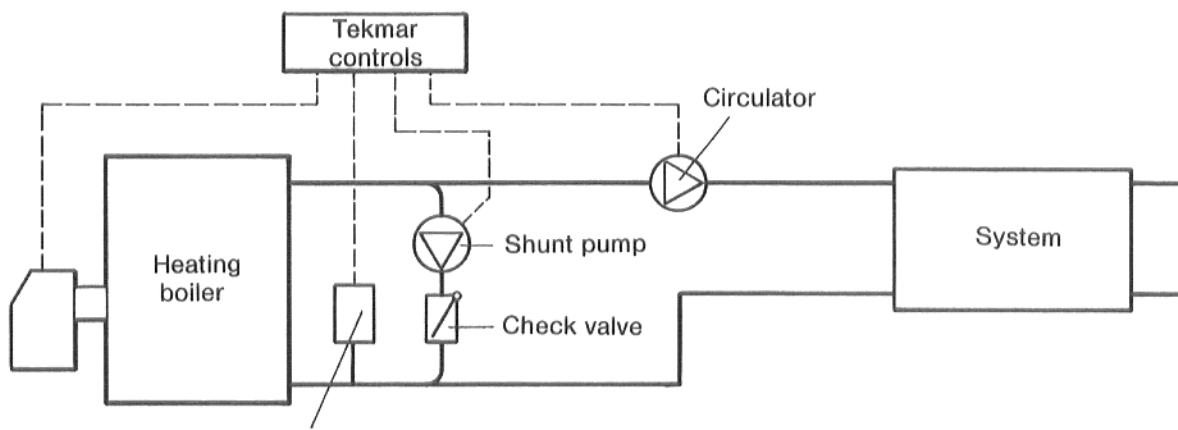 Tekmar
controls
Circulator
Heating
boiler
Shunt pump
System
Check valve